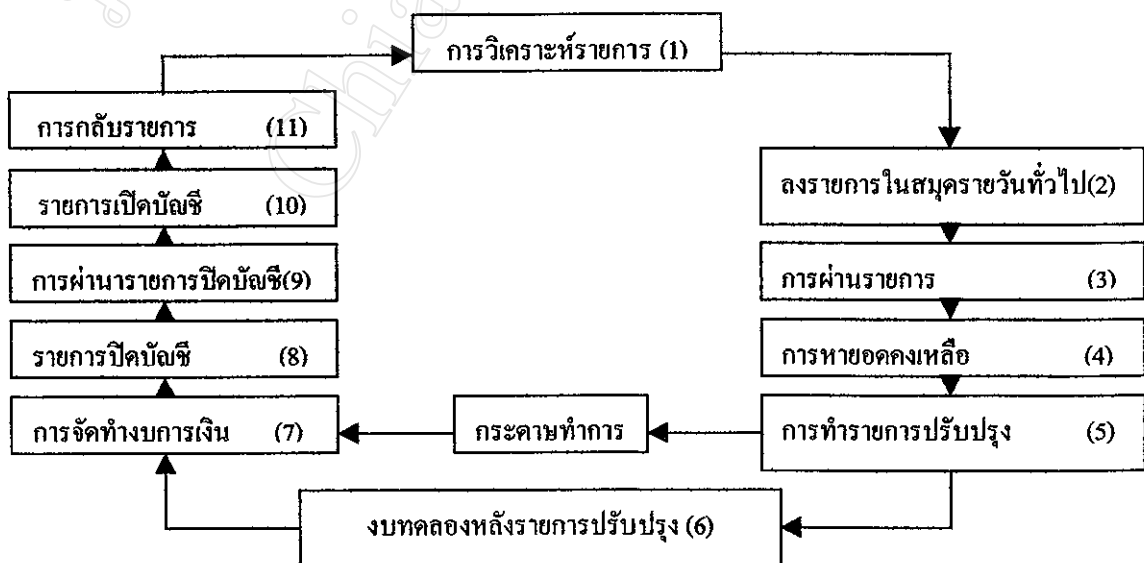 การวิเคราะห์รายการ (1)
ลงรายการในสมุดรายวันทั่วไป(2)
การผ่านรายการ (3)
การหายอดคงเหลือ (4)
การทำรายการปรับปรุง (5)
กระดาษทำการ
งบทดลองหลังรายการปรับปรุง (6)
การจัดทำงบการเงิน (7)
รายการปิดบัญชี (8)
การผ่านารายการปิดบัญชี(9)
รายการเปิดบัญชี (10)
การกลับรายการ (11)
Chia